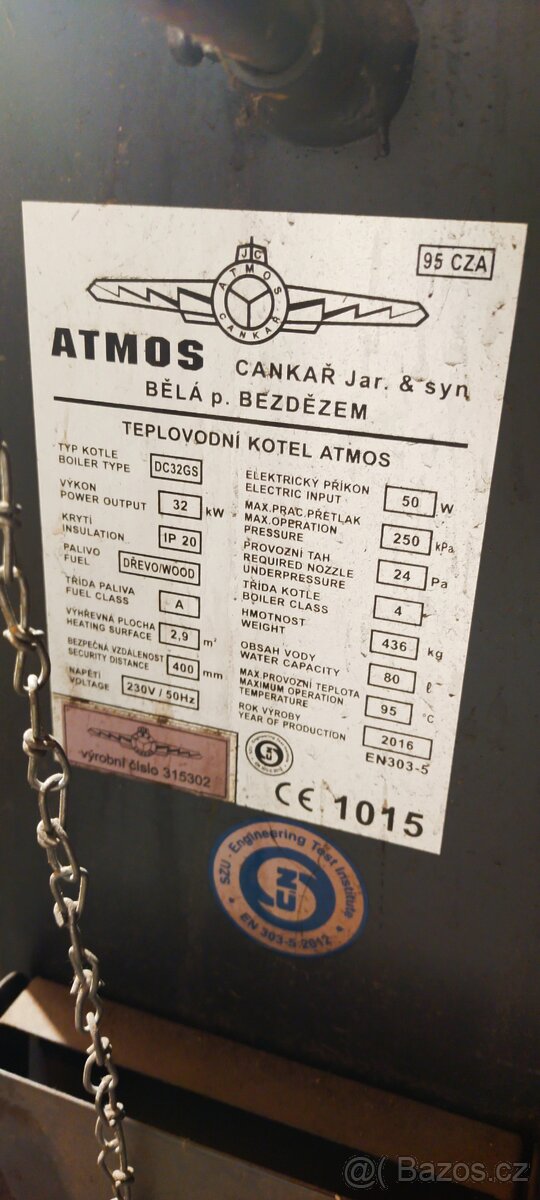 JC
ATMOS
CANKAŘ
95 CZA
ATMOS CANKAŘ Jar. & syn
BĚLÁ p. BEZDĚZEM
TEPLOVODNÍ KOTEL ATMOS
TYP KOTLE
BOILER TYPE DC32GS
VÝKON
POWER OUTPUT 32 kW
KRYTÍ
INSULATION IP 20
PALIVO
FUEL DŘEVO/WOOD
TŘÍDA PALIVA
FUEL CLASS A
VÝHŘEVNÁ PLOCHA
HEATING SURFACE 2,9 m²
BEZPEČNÁ VZDÁLENOST
SECURITY DISTANCE 400 mm
NAPĚTÍ
VOLTAGE 230V / 50Hz
ELEKTRICKÝ PŘÍKON
ELECTRIC INPUT 50 W
MAX.PRAC.PŘETLAK
MAX.OPERATION
PRESSURE 250 kPa
PROVOZNÍ TAH
REQUIRED NOZZLE
UNDERPRESSURE 24 Pa
TŘÍDA KOTLE
BOILER CLASS 4
HMOTNOST
WEIGHT 436 kg
OBSAH VODY
WATER CAPACITY 80 ℓ
MAX.PROVOZNÍ TEPLOTA
MAXIMUM OPERATION
TEMPERATURE 95 °C
ROK VÝROBY
YEAR OF PRODUCTION 2016
EN303-5
výrobní číslo 315302
CE 1015
SZU - Engineering Test Institute
SZU
EN 303-5:2012
@( Bazos.cz